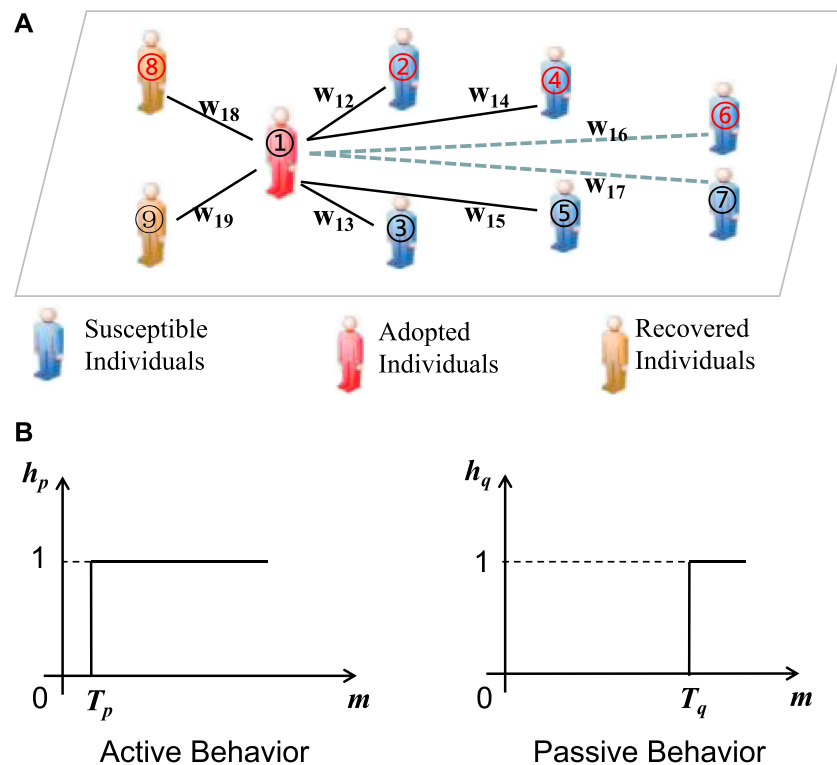 A
⑧
②
④
⑥
w12
w14
w18
①
w16
w17
⑨
w19
w13
③
w15
⑤
⑦
Susceptible
Individuals
Adopted
Individuals
Recovered
Individuals
B
hp
1
0
Tp
m
Active Behavior
hq
1
0
Tq
m
Passive Behavior